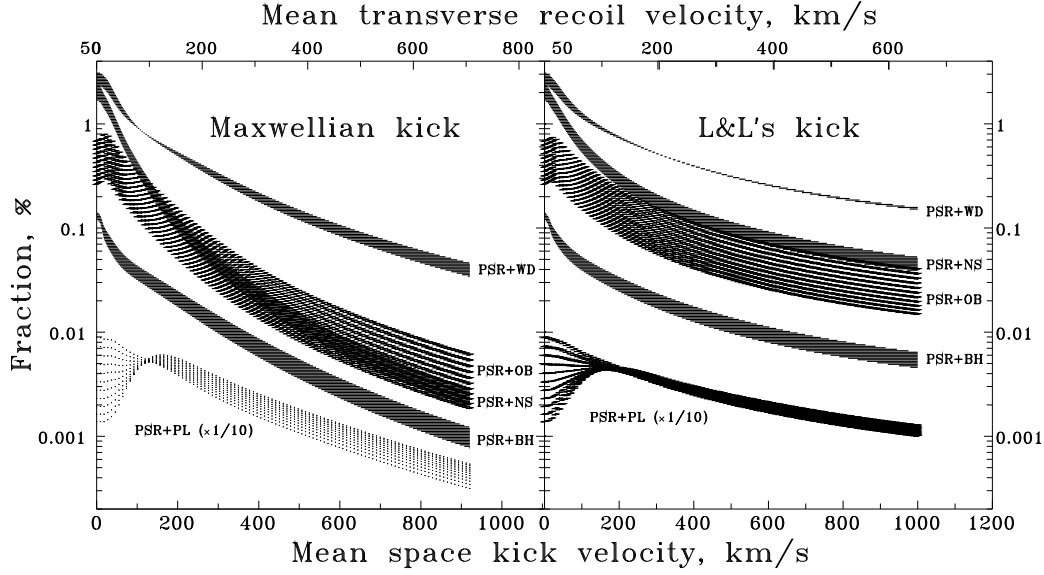 Mean transverse recoil velocity, km/s
50 200 400 600 800 50 200 400 600
Maxwellian kick L&L's kick
Fraction, %
1 1
0.1 0.1
0.01
0.001 0.001
PSR+WD PSR+WD
PSR+OB PSR+NS
PSR+NS PSR+OB
PSR+BH PSR+BH
PSR+PL (×1/10) PSR+PL (×1/10)
0 200 400 600 800 1000 0 200 400 600 800 1000 1200
Mean space kick velocity, km/s
0.01